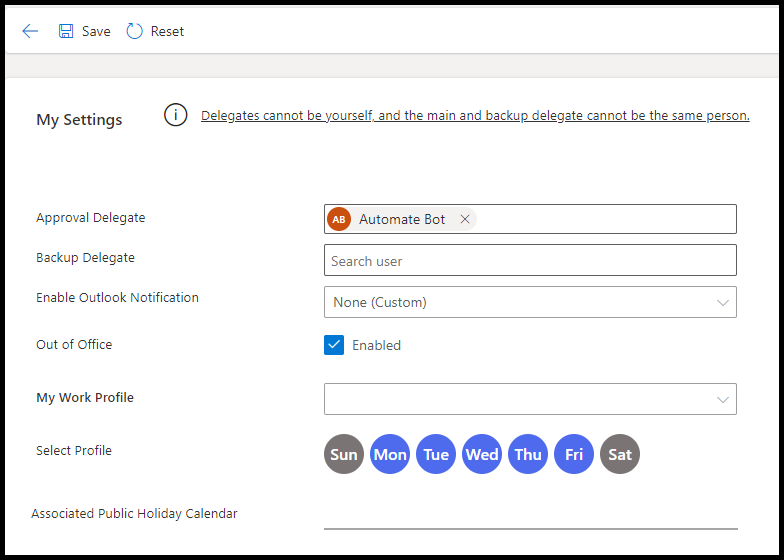 Save Reset
My Settings Delegates cannot be yourself, and the main and backup delegate cannot be the same person.
Approval Delegate AB Automate Bot
Backup Delegate Search user
Enable Outlook Notification None (Custom)
Out of Office Enabled
My Work Profile
Select Profile Sun Mon Tue Wed Thu Fri Sat
Associated Public Holiday Calendar